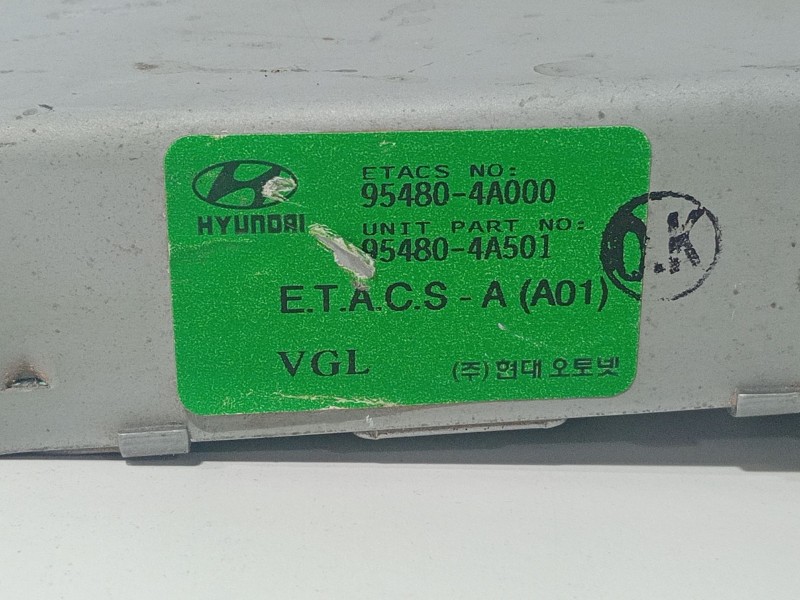 HYUNDAI
ETACS NO:
95480-4A000
UNIT PART NO:
95480-4A501
O.K
E.T.A.C.S - A (A01)
VGL
(주) 현대 오토넷